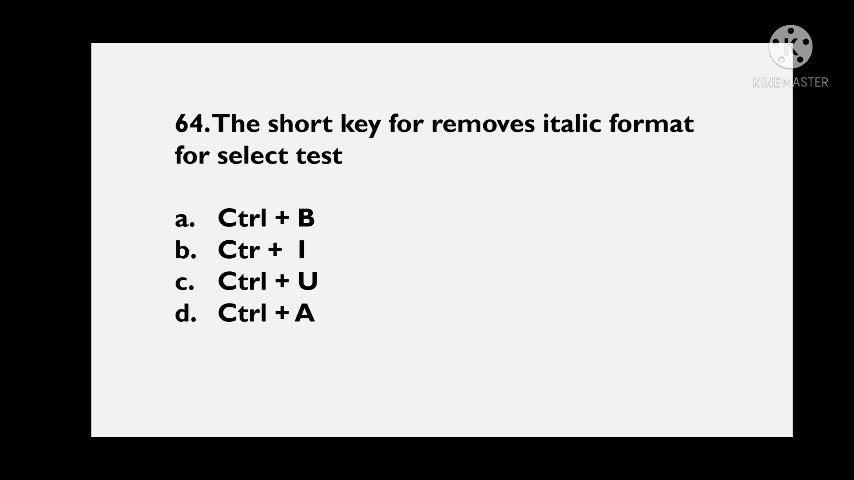 KINEMASTER
64. The short key for removes italic format
for select test
a. Ctrl + B
b. Ctr + I
c. Ctrl + U
d. Ctrl + A